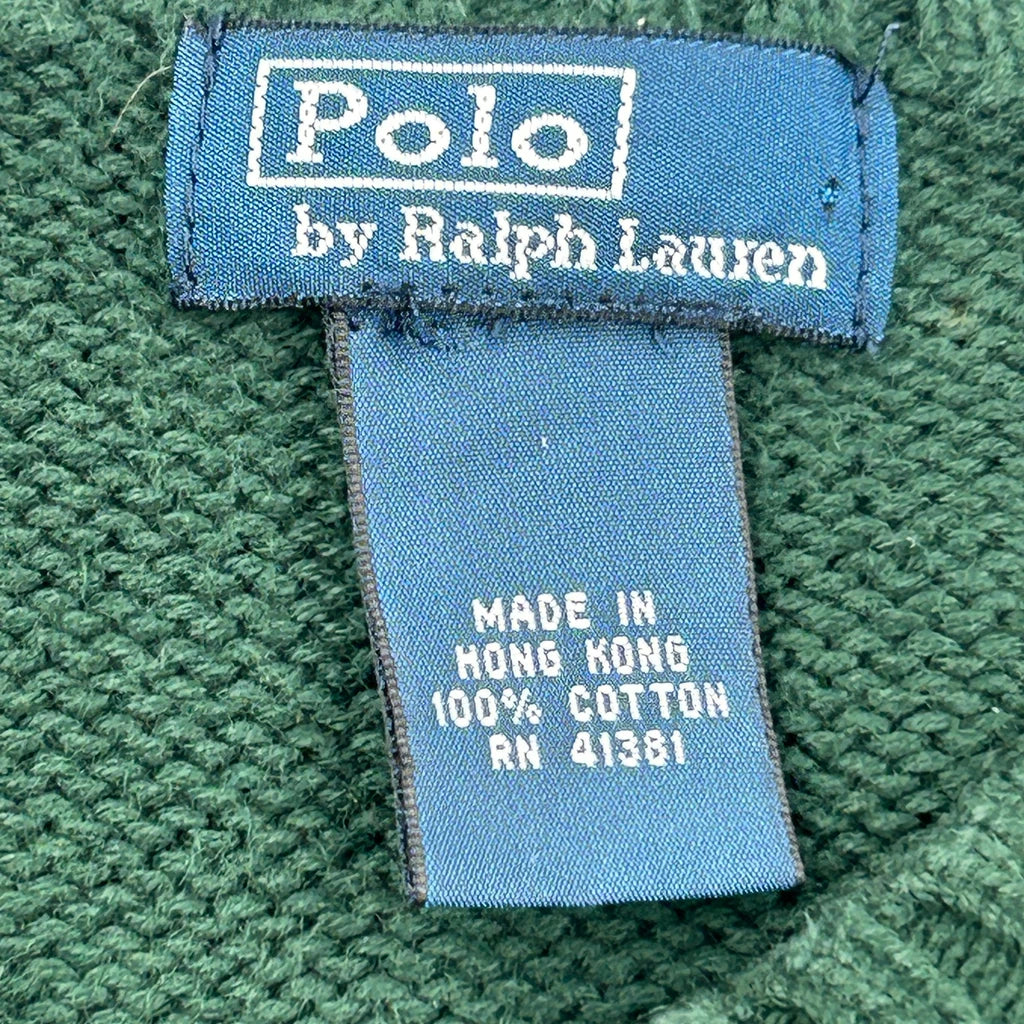 Polo
by Ralph Lauren
MADE IN
HONG KONG
100% COTTON
RN 41381